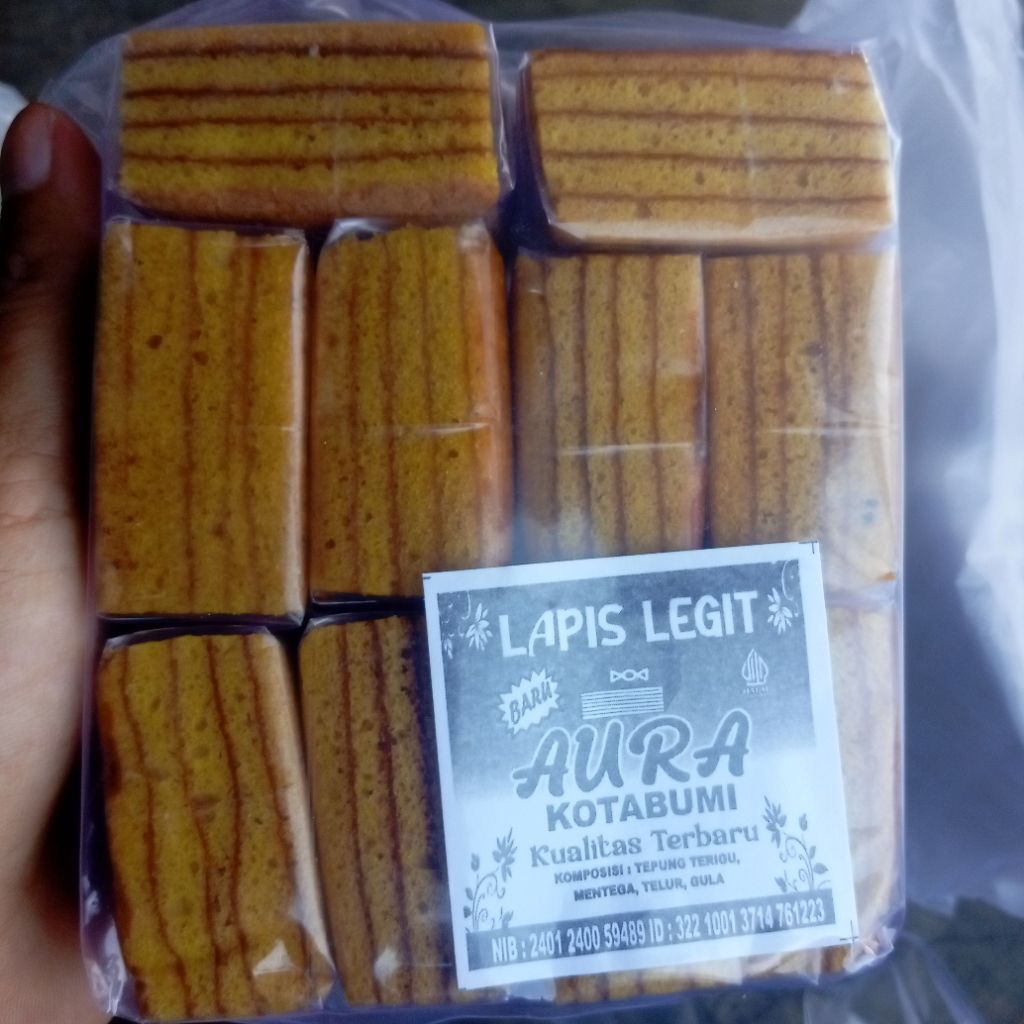 LAPIS LEGIT
BARU
HALAL
AURA
KOTABUMI
Kualitas Terbaru
KOMPOSISI : TEPUNG TERIGU,
MENTEGA, TELUR, GULA
NIB : 2401 2400 59489 ID : 322 1001 3714 761223